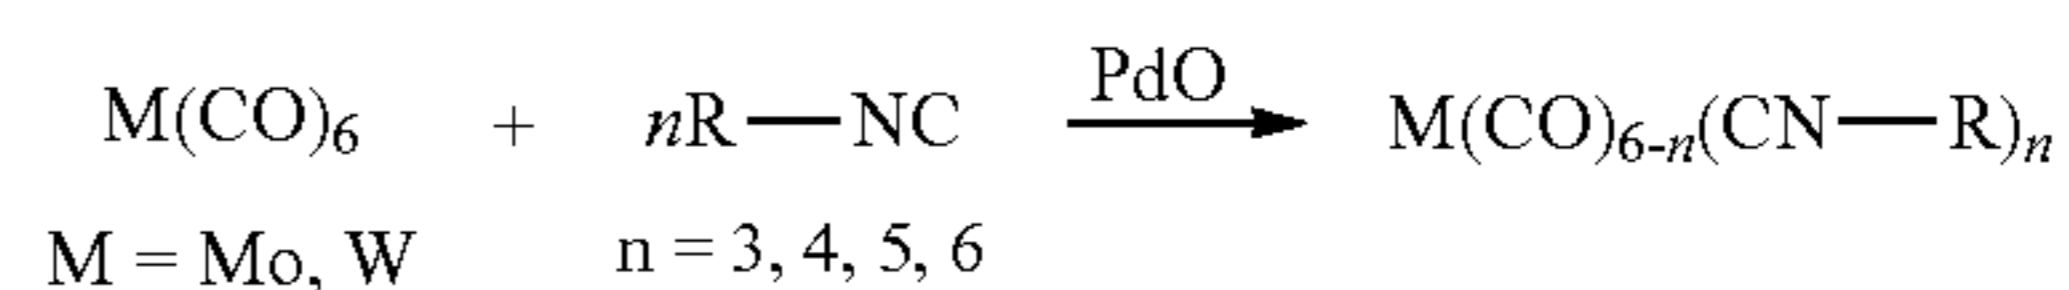 PdO
M(CO)6 + nR—NC → M(CO)6-n(CN—R)n
M = Mo, W n = 3, 4, 5, 6